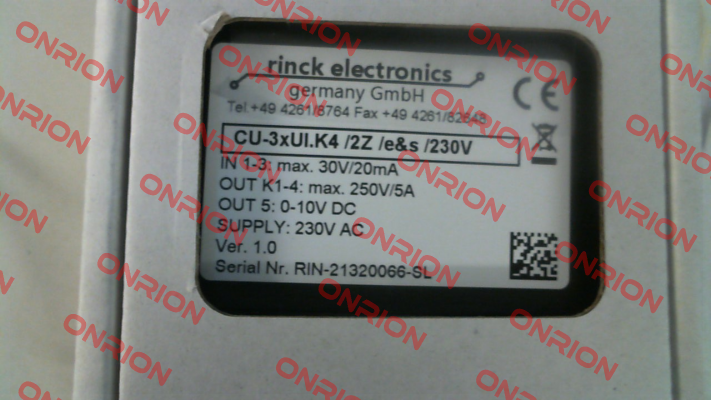 rinck electronics
germany GmbH
Tel +49 4261/8764 Fax +49 4261/82648
CU-3xUI.K4 /2Z /e&s /230V
IN 1-3: max. 30V/20mA
OUT K1-4: max. 250V/5A
OUT 5: 0-10V DC
SUPPLY: 230V AC
Ver. 1.0
Serial Nr. RIN-21320066-SL
CE
ONRION